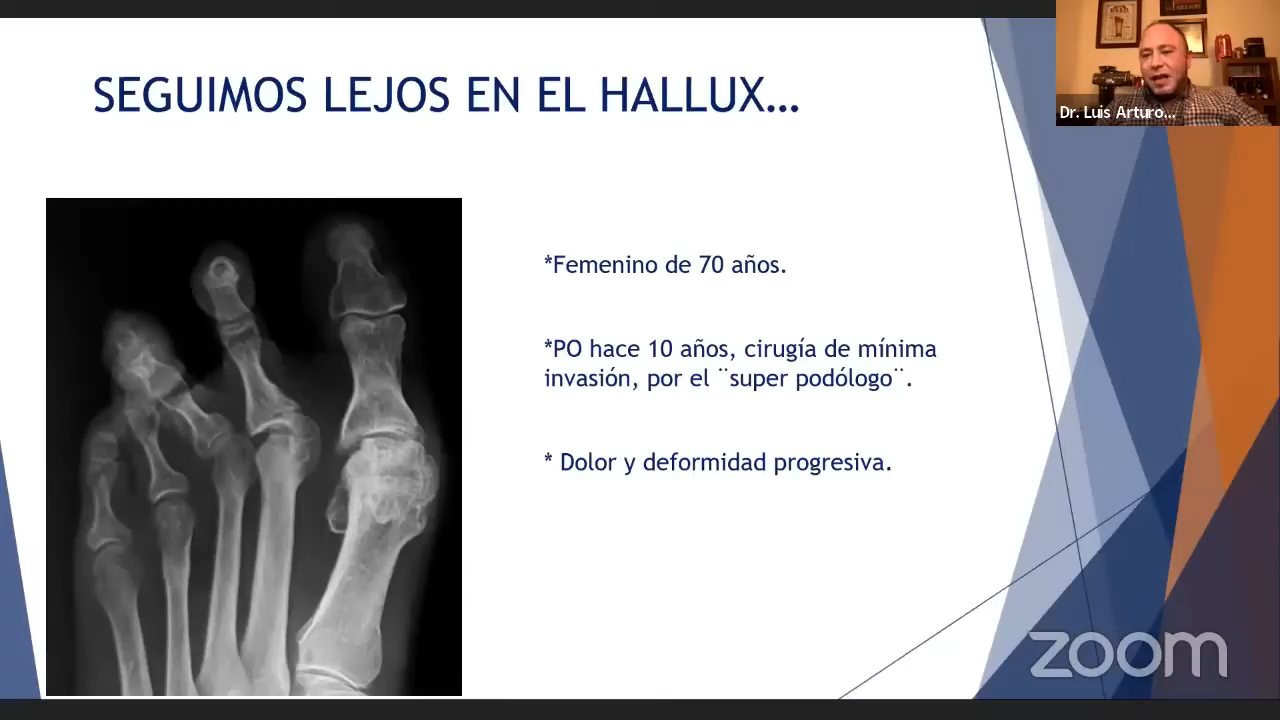 SEGUIMOS LEJOS EN EL HALLUX...
Dr. Luis Arturo...
*Femenino de 70 años.
*PO hace 10 años, cirugía de mínima
invasión, por el ¨super podólogo¨.
* Dolor y deformidad progresiva.
zoom